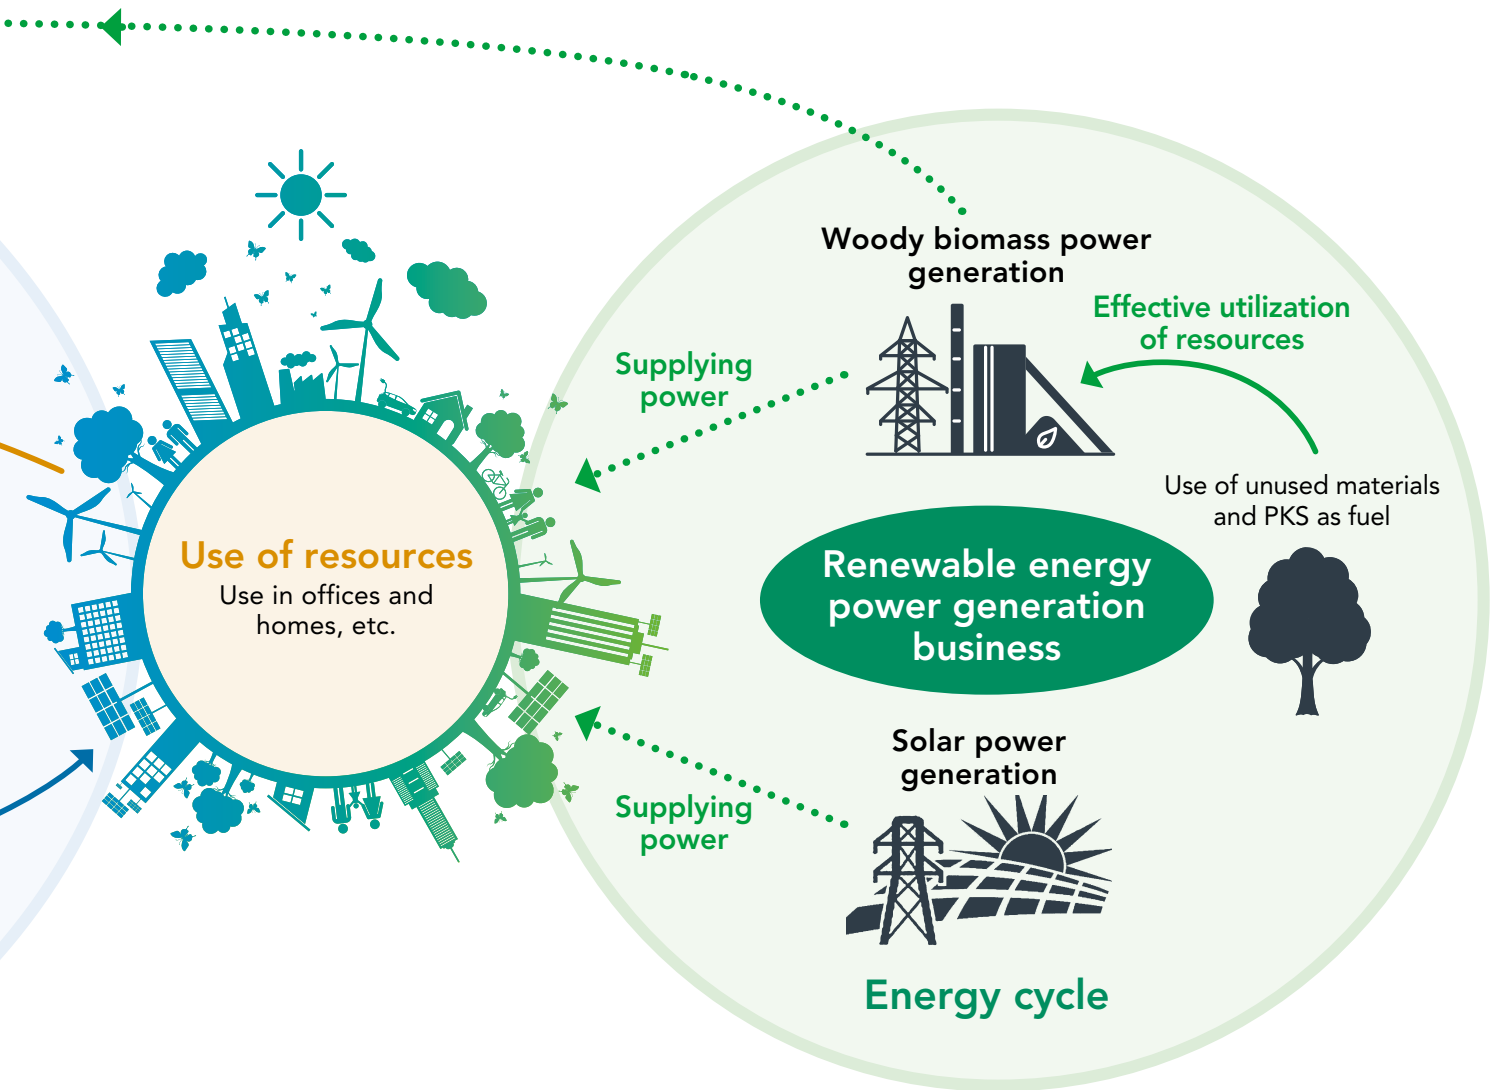 Woody biomass power
generation
Effective utilization
of resources
Supplying
power
Use of unused materials
and PKS as fuel
Use of resources
Use in offices and
homes, etc.
Renewable energy
power generation
business
Solar power
generation
Supplying
power
Energy cycle